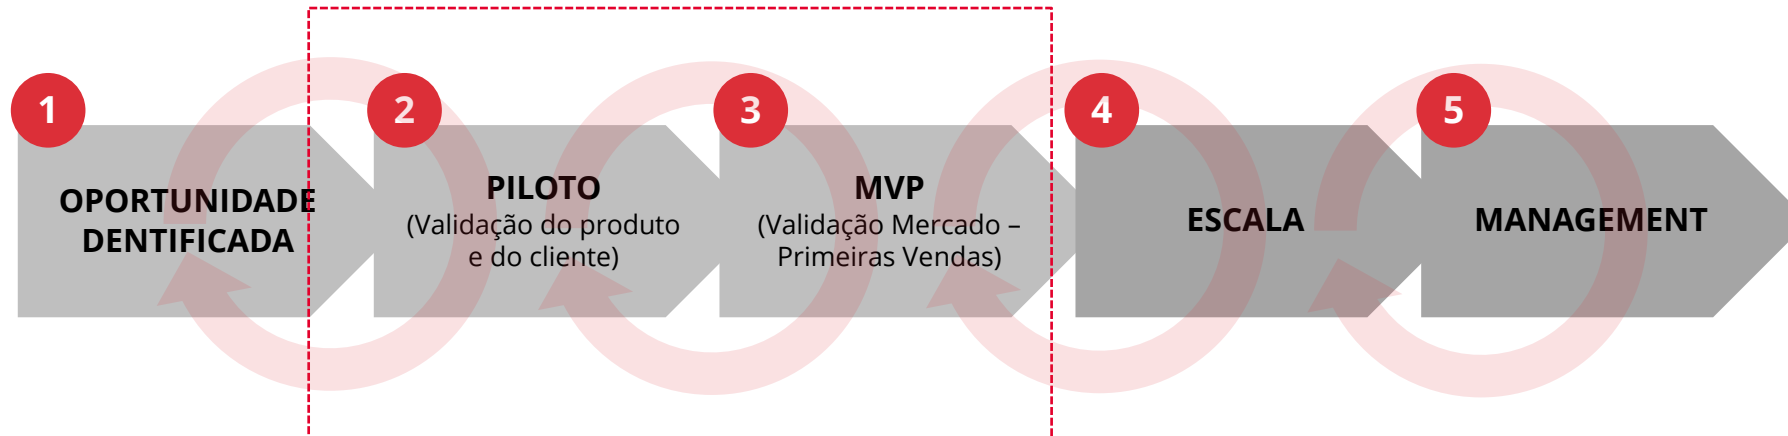 1
OPORTUNIDADE
DENTIFICADA
2
PILOTO
(Validação do produto
e do cliente)
3
MVP
(Validação Mercado –
Primeiras Vendas)
4
ESCALA
5
MANAGEMENT